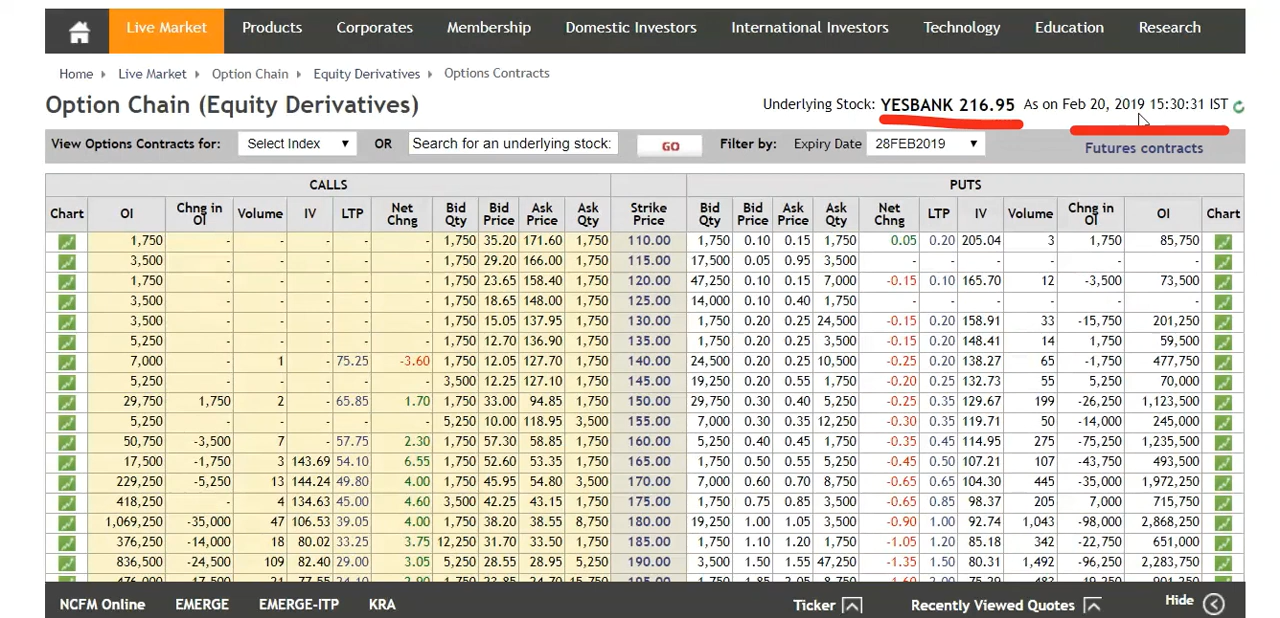 Live Market Products Corporates Membership Domestic Investors International Investors Technology Education Research
Home Live Market Option Chain Equity Derivatives Options Contracts
Option Chain (Equity Derivatives)
Underlying Stock: YESBANK 216.95 As on Feb 20, 2019 15:30:31 IST
View Options Contracts for: Select Index OR Search for an underlying stock: GO Filter by: Expiry Date 28FEB2019
Futures contracts
CALLS PUTS
Chart OI Chng in OI Volume IV LTP Net Chng Bid Qty Bid Price Ask Price Ask Qty Strike Price Bid Qty Bid Price Ask Price Ask Qty Net Chng LTP IV Volume Chng in OI OI Chart
1,750 - - - - - 1,750 35.20 171.60 1,750 110.00 1,750 0.10 0.15 1,750 0.05 0.20 205.04 3 1,750 85,750
3,500 - - - - - 1,750 29.20 166.00 1,750 115.00 17,500 0.05 0.95 3,500 - - - - - -
1,750 - - - - - 1,750 23.65 158.40 1,750 120.00 47,250 0.10 0.15 7,000 -0.15 0.10 165.70 12 -3,500 73,500
3,500 - - - - - 1,750 18.65 148.00 1,750 125.00 14,000 0.10 0.40 1,750 - - - - - -
3,500 - - - - - 1,750 15.05 137.95 1,750 130.00 1,750 0.20 0.25 24,500 -0.15 0.20 158.91 33 -15,750 201,250
5,250 - - - - - 1,750 12.70 136.90 1,750 135.00 1,750 0.20 0.25 3,500 -0.15 0.20 148.41 14 1,750 59,500
7,000 - 1 - 75.25 -3.60 1,750 12.05 127.70 1,750 140.00 24,500 0.20 0.25 10,500 -0.25 0.20 138.27 65 -1,750 477,750
5,250 - - - - - 3,500 12.25 127.10 1,750 145.00 19,250 0.20 0.55 1,750 -0.20 0.25 132.73 55 5,250 70,000
29,750 1,750 2 - 65.85 1.70 1,750 33.00 94.85 1,750 150.00 29,750 0.30 0.40 5,250 -0.25 0.35 129.67 199 -26,250 1,123,500
5,250 - - - - - 5,250 10.00 118.95 3,500 155.00 7,000 0.30 0.35 12,250 -0.30 0.35 119.71 50 -14,000 245,000
50,750 -3,500 7 - 57.75 2.30 1,750 57.30 58.85 1,750 160.00 5,250 0.40 0.45 1,750 -0.35 0.45 114.95 275 -75,250 1,235,500
17,500 -1,750 3 143.69 54.10 6.55 1,750 52.60 53.35 1,750 165.00 1,750 0.50 0.55 5,250 -0.45 0.50 107.21 107 -43,750 493,500
229,250 -5,250 13 144.24 49.80 4.00 1,750 45.95 54.80 3,500 170.00 7,000 0.60 0.70 8,750 -0.65 0.65 104.30 445 -35,000 1,972,250
418,250 - 4 134.63 45.00 4.60 3,500 42.25 43.15 1,750 175.00 1,750 0.75 0.85 3,500 -0.65 0.85 98.37 205 7,000 715,750
1,069,250 -35,000 47 106.53 39.05 4.00 1,750 38.20 38.55 8,750 180.00 19,250 1.00 1.05 3,500 -0.90 1.00 92.74 1,043 -98,000 2,868,250
376,250 -14,000 18 80.02 33.25 3.75 12,250 31.70 33.50 1,750 185.00 1,750 1.10 1.20 1,750 -1.05 1.20 85.18 342 -22,750 651,000
836,500 -24,500 109 82.40 29.00 3.05 5,250 28.55 28.95 5,250 190.00 3,500 1.50 1.55 47,250 -1.35 1.50 80.31 1,492 -96,250 2,283,750
NCFM Online EMERGE EMERGE-ITP KRA Ticker Recently Viewed Quotes Hide